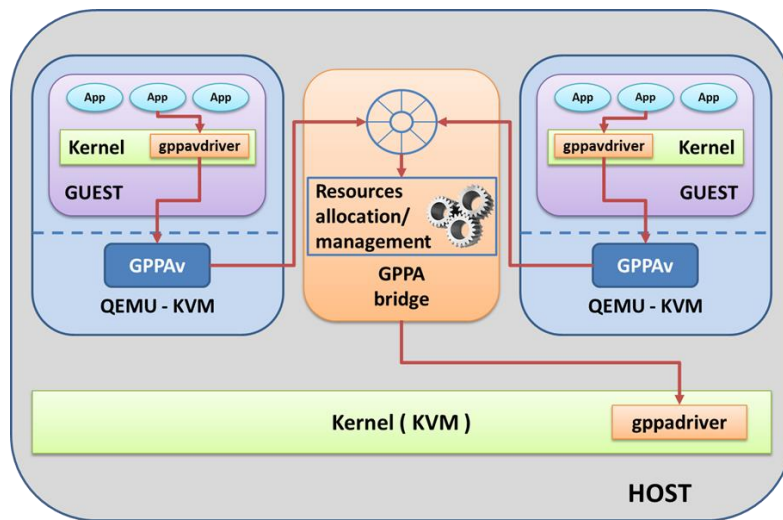 App
App
App
Kernel
gppavdriver
GUEST
GPPAv
QEMU - KVM
Resources
allocation/
management
GPPA
bridge
App
App
App
gppavdriver
Kernel
GUEST
GPPAv
QEMU - KVM
Kernel ( KVM )
gppadriver
HOST